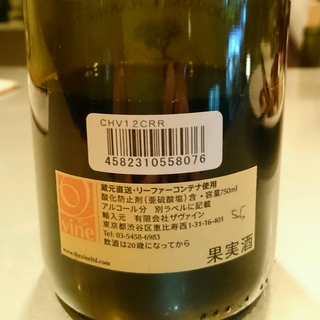 CHV12CRR
4582310558076
蔵元直送・リーファーコンテナ使用
酸化防止剤(亜硫酸塩)含・容量750ml
アルコール分 別ラベルに記載
輸入元 有限会社ザヴァイン
東京都渋谷区恵比寿西1-31-16-401
Tel: 03-5458-6983
飲酒は20歳になってから
果実酒
vine
www.thevineltd.com